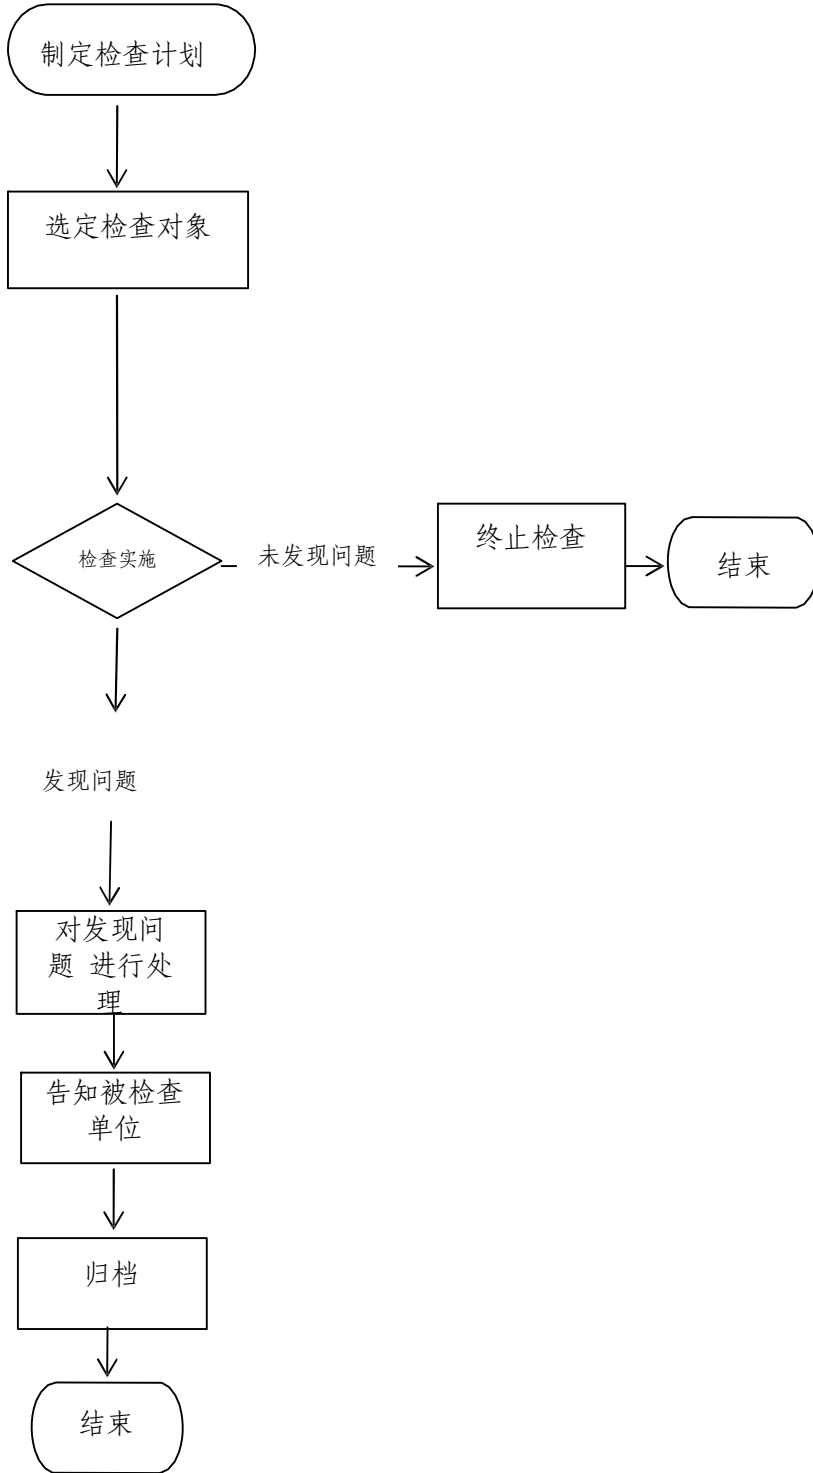 制定检查计划
选定检查对象
检查实施
未发现问题
终止检查
结束
发现问题
对发现问
题 进行处
理
告知被检查
单位
归档
结束